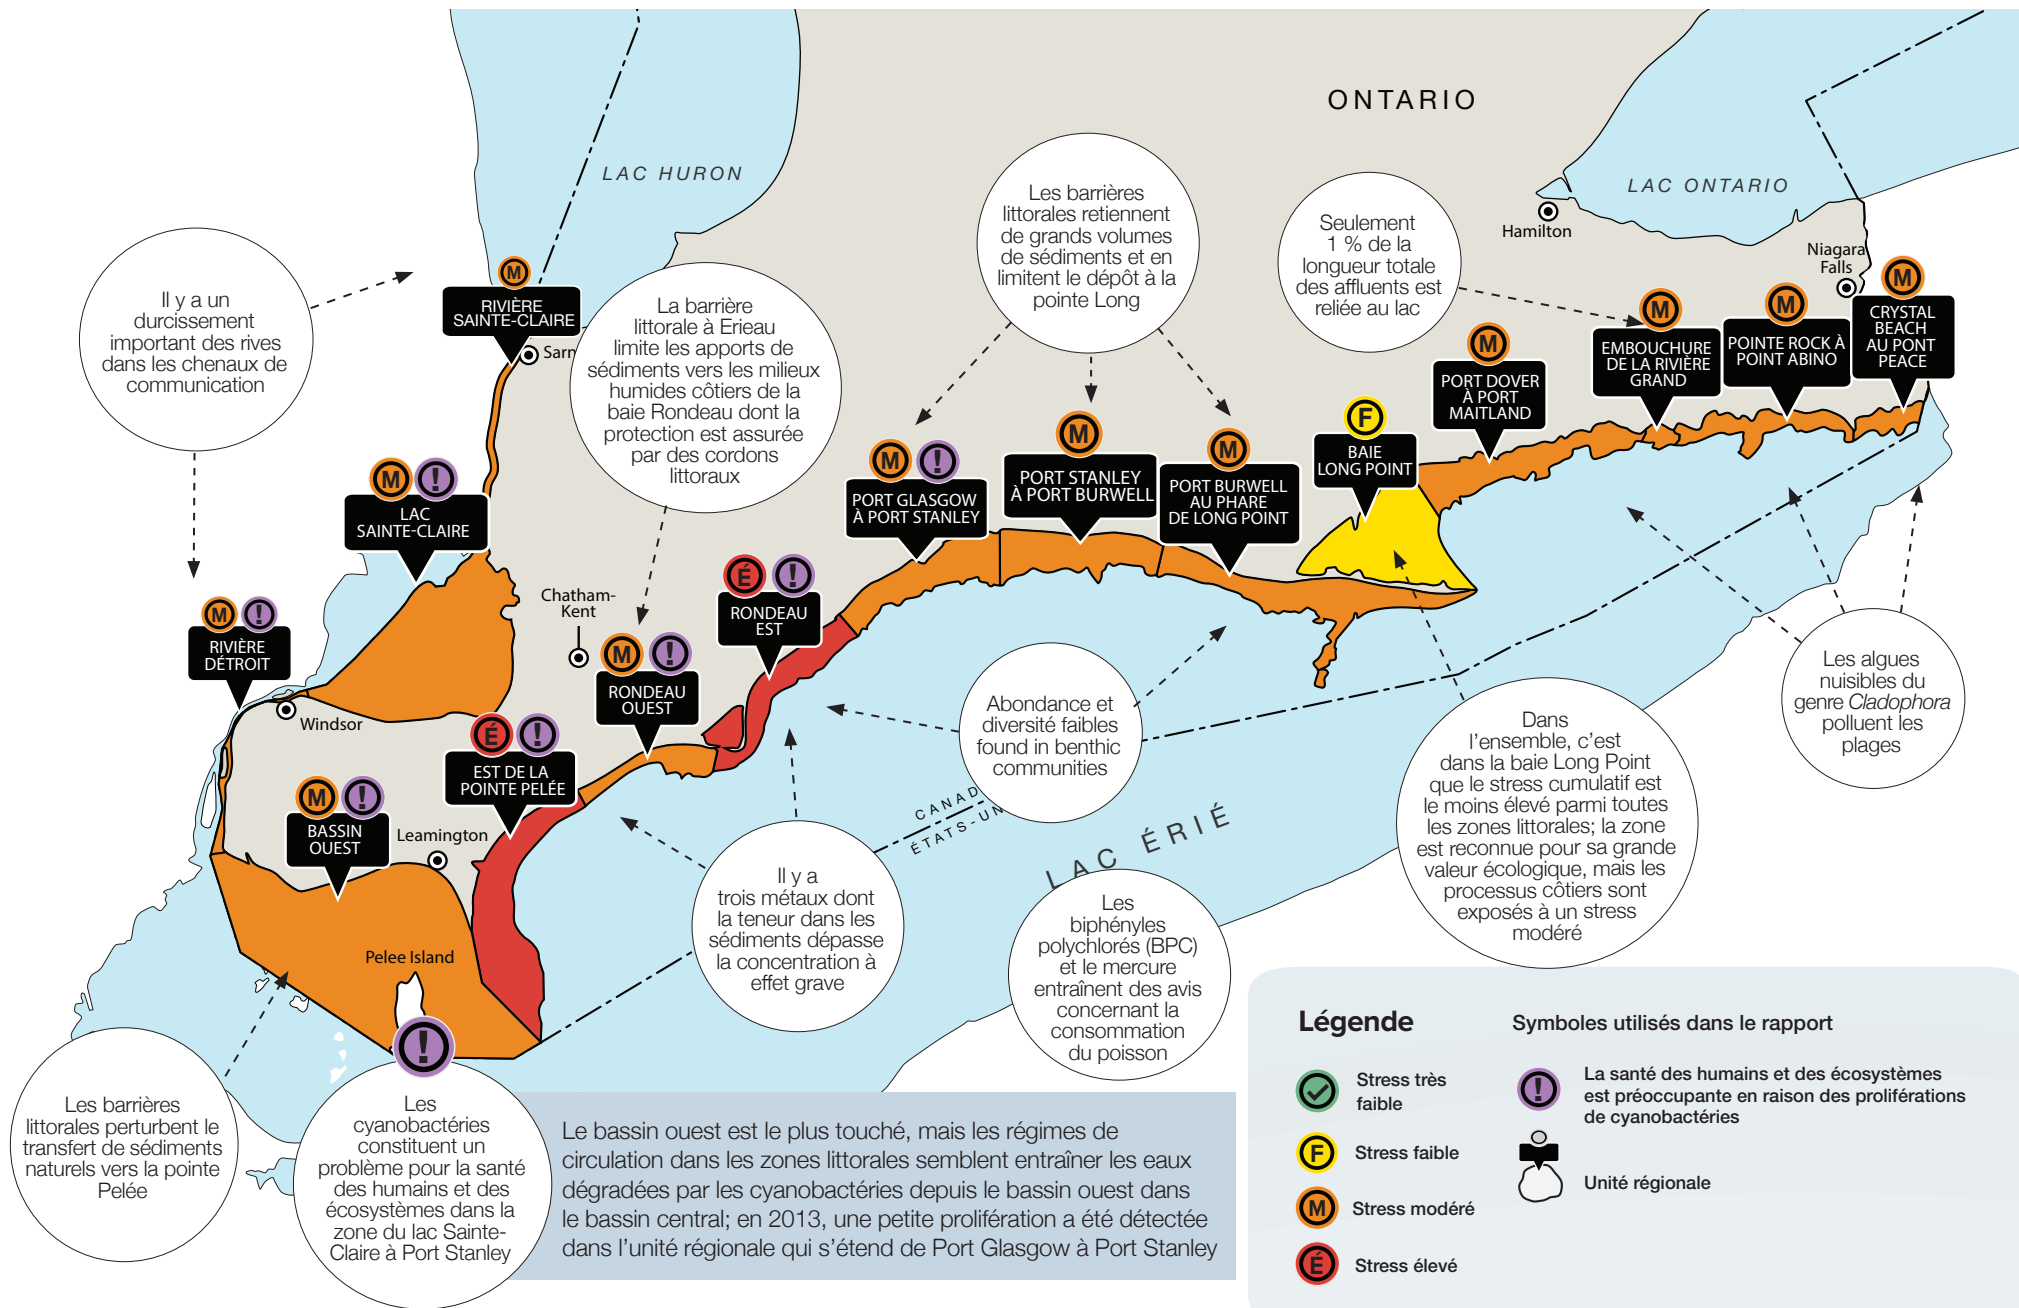 ONTARIO
LAC HURON
LAC ONTARIO
Hamilton
Niagara
Falls
Il y a un
durcissement
important des rives
dans les chenaux de
communication
M
RIVIÈRE
SAINTE-CLAIRE
La barrière
littorale à Erieau
limite les apports de
sédiments vers les milieux
humides côtiers de la
baie Rondeau dont la
protection est assurée
par des cordons
littoraux
Les barrières
littorales retiennent
de grands volumes
de sédiments et en
limitent le dépôt à la
pointe Long
Seulement
1 % de la
longueur totale
des affluents est
reliée au lac
M !
LAC
SAINTE-CLAIRE
M !
RIVIÈRE
DÉTROIT
Windsor
Chatham-
Kent
M !
BASSIN
OUEST
Leamington
Pelee Island
É !
EST DE LA
POINTE PELÉE
M !
RONDEAU
OUEST
É !
RONDEAU
EST
M !
PORT GLASGOW
À PORT STANLEY
M
PORT STANLEY
À PORT BURWELL
M
PORT BURWELL
AU PHARE
DE LONG POINT
F
BAIE
LONG POINT
M
PORT DOVER
À PORT
MAITLAND
M
EMBOUCHURE
DE LA RIVIÈRE
GRAND
M
POINTE ROCK À
POINT ABINO
M
CRYSTAL
BEACH
AU PONT
PEACE
Abondance et
diversité faibles
found in benthic
communities
Les algues
nuisibles du
genre Cladophora
polluent les
plages
Dans
l'ensemble, c'est
dans la baie Long Point
que le stress cumulatif est
le moins élevé parmi toutes
les zones littorales; la zone
est reconnue pour sa grande
valeur écologique, mais les
processus côtiers sont
exposés à un stress
modéré
LAC ÉRIÉ
Il y a
trois métaux dont
la teneur dans les
sédiments dépasse
la concentration à
effet grave
Les
biphényles
polychlorés (BPC)
et le mercure
entraînent des avis
concernant la
consommation
du poisson
Les barrières
littorales perturbent le
transfert de sédiments
naturels vers la pointe
Pelée
!
Les
cyanobactéries
constituent un
problème pour la santé
des humains et des
écosystèmes dans la
zone du lac Sainte-
Claire à Port Stanley
Le bassin ouest est le plus touché, mais les régimes de
circulation dans les zones littorales semblent entraîner les eaux
dégradées par les cyanobactéries depuis le bassin ouest dans
le bassin central; en 2013, une petite prolifération a été détectée
dans l'unité régionale qui s'étend de Port Glasgow à Port Stanley
Légende
Stress très
faible
F Stress faible
M Stress modéré
É Stress élevé
Symboles utilisés dans le rapport
! La santé des humains et des écosystèmes
est préoccupante en raison des proliférations
de cyanobactéries
Unité régionale